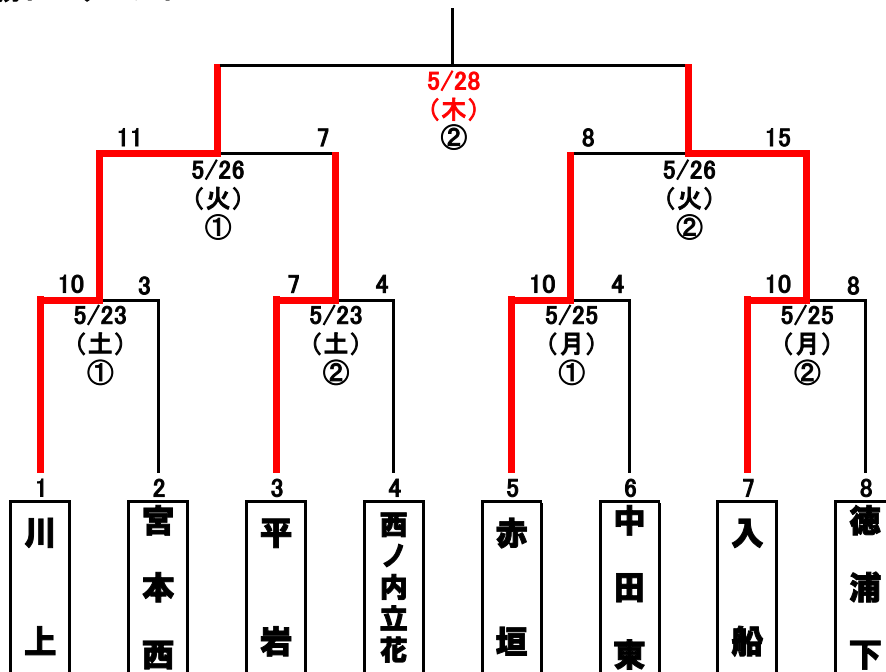 5/28
（木）
②
11 7 8 15
5/26 5/26
（火） （火）
① ②
10 3 7 4 10 4 10 8
5/23 5/23 5/25 5/25
（土） （土） （月） （月）
① ② ① ②
1 2 3 4 5 6 7 8
川上
宮本西
平岩
西ノ内立花
赤垣
中田東
入船
徳浦下